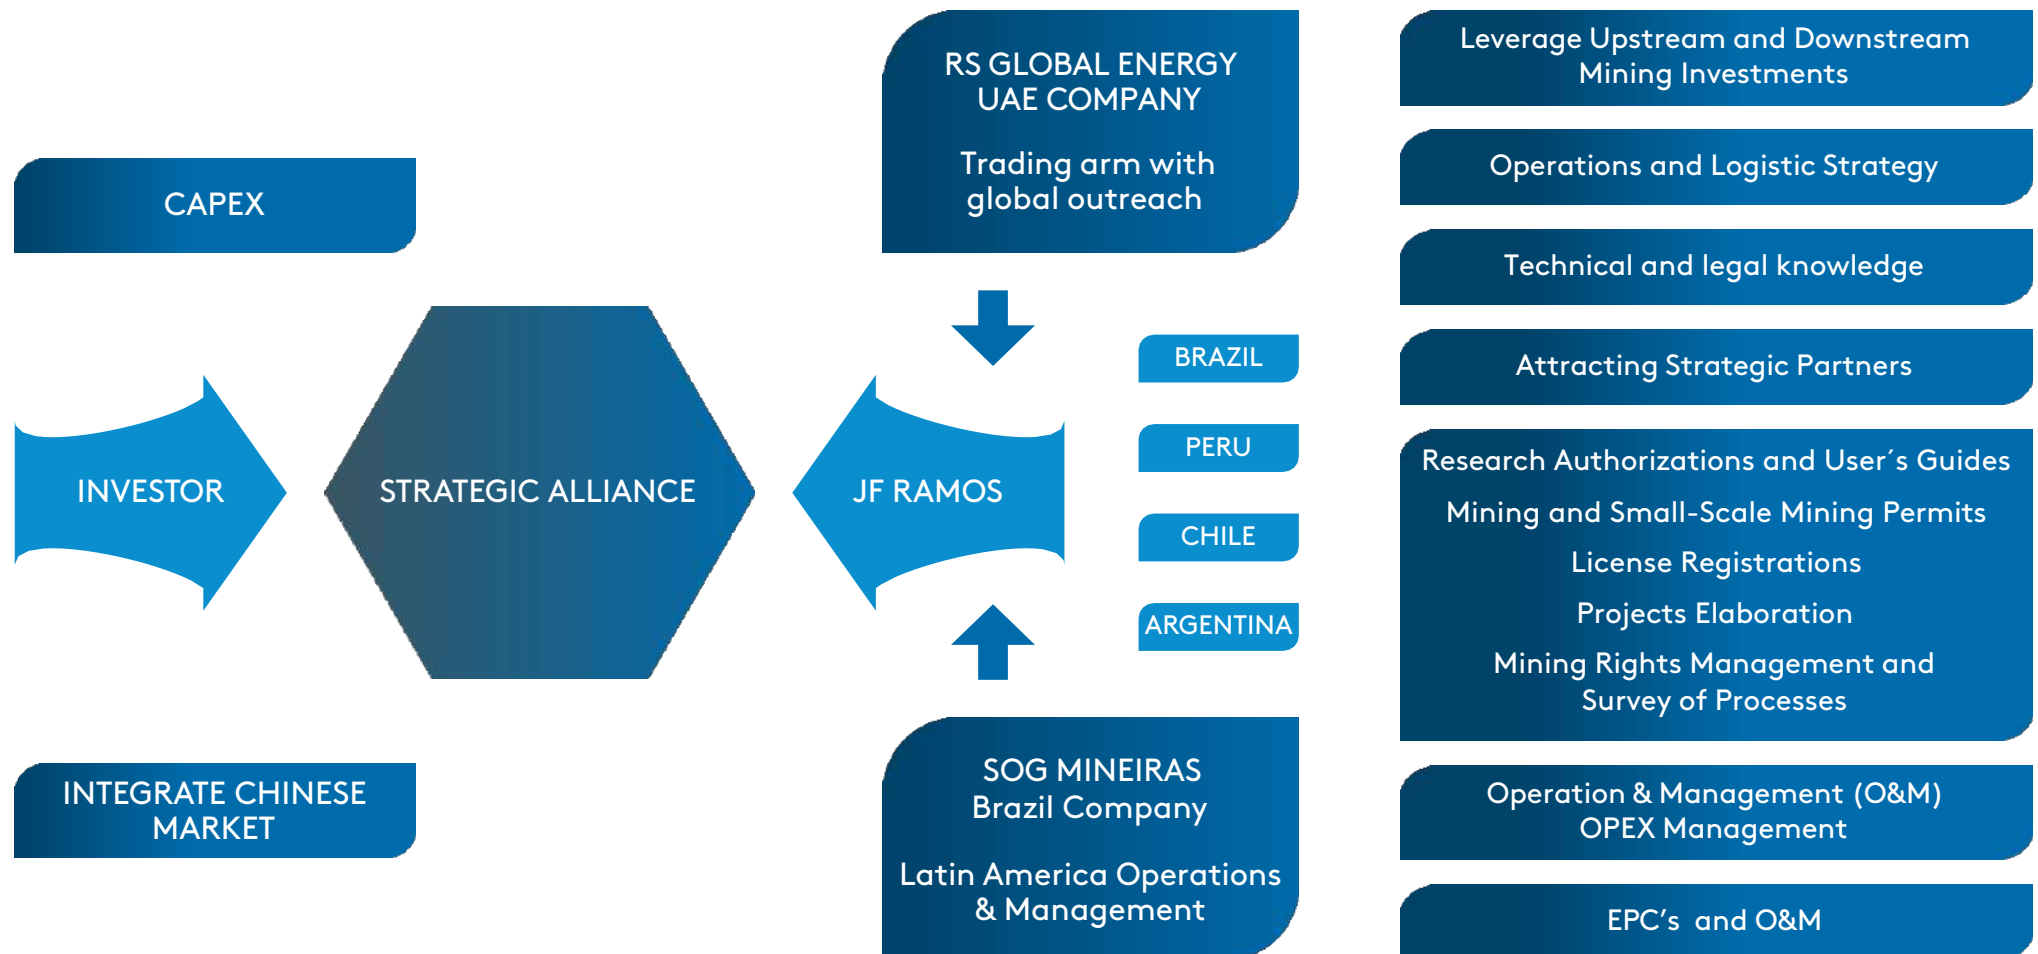 CAPEX
INVESTOR
INTEGRATE CHINESE
MARKET
STRATEGIC ALLIANCE
RS GLOBAL ENERGY
UAE COMPANY
Trading arm with
global outreach
JF RAMOS
BRAZIL
PERU
CHILE
ARGENTINA
SOG MINEIRAS
Brazil Company
Latin America Operations
& Management
Leverage Upstream and Downstream
Mining Investments
Operations and Logistic Strategy
Technical and legal knowledge
Attracting Strategic Partners
Research Authorizations and User´s Guides
Mining and Small-Scale Mining Permits
License Registrations
Projects Elaboration
Mining Rights Management and
Survey of Processes
Operation & Management (O&M)
OPEX Management
EPC’s and O&M